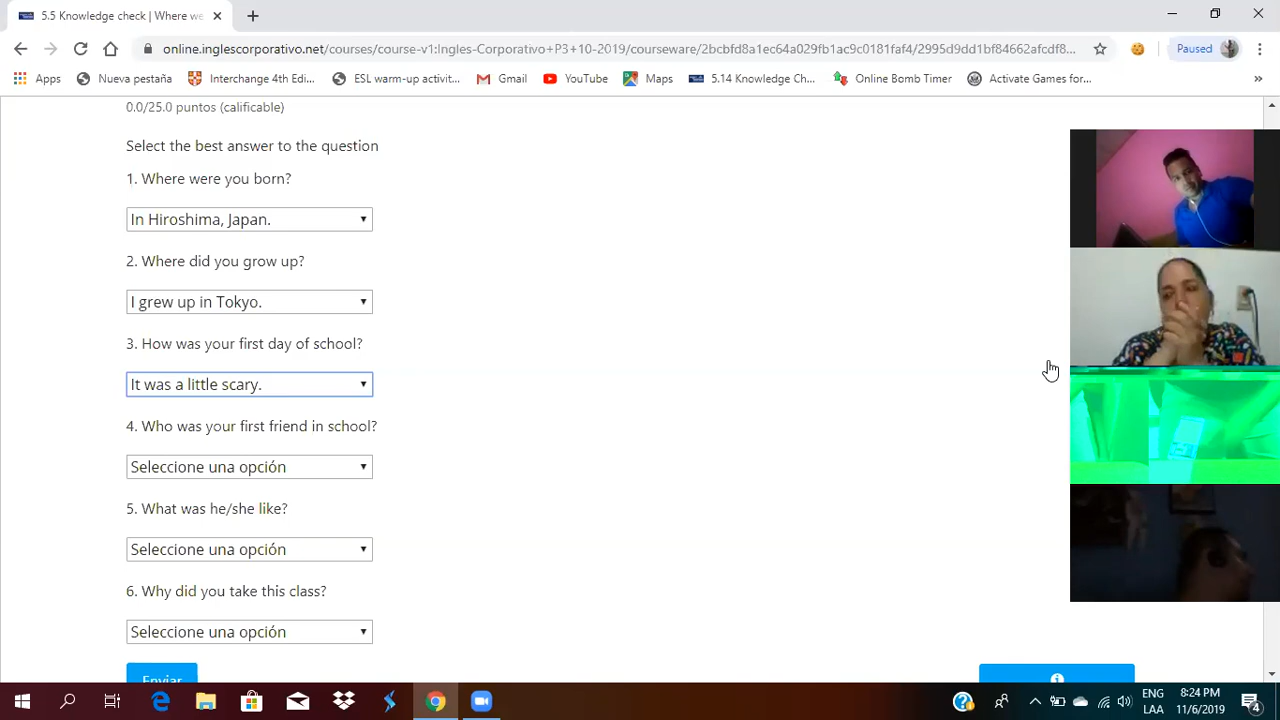 5.5 Knowledge check | Where we
online.inglescorporativo.net/courses/course-v1:Ingles-Corporativo+P3+10-2019/courseware/2bcbfd8a1ec64a029fb1ac9c0181faf4/2995d9dd1bf84662afcdf8...
Paused
Apps
Nueva pestaña
Interchange 4th Edi...
ESL warm-up activit...
Gmail
YouTube
Maps
5.14 Knowledge Ch...
Online Bomb Timer
Activate Games for...
»
0.0/25.0 puntos (calificable)
Select the best answer to the question
1. Where were you born?
In Hiroshima, Japan.
2. Where did you grow up?
I grew up in Tokyo.
3. How was your first day of school?
It was a little scary.
4. Who was your first friend in school?
Seleccione una opción
5. What was he/she like?
Seleccione una opción
6. Why did you take this class?
Seleccione una opción
Enviar
ENG
LAA
8:24 PM
11/6/2019
4